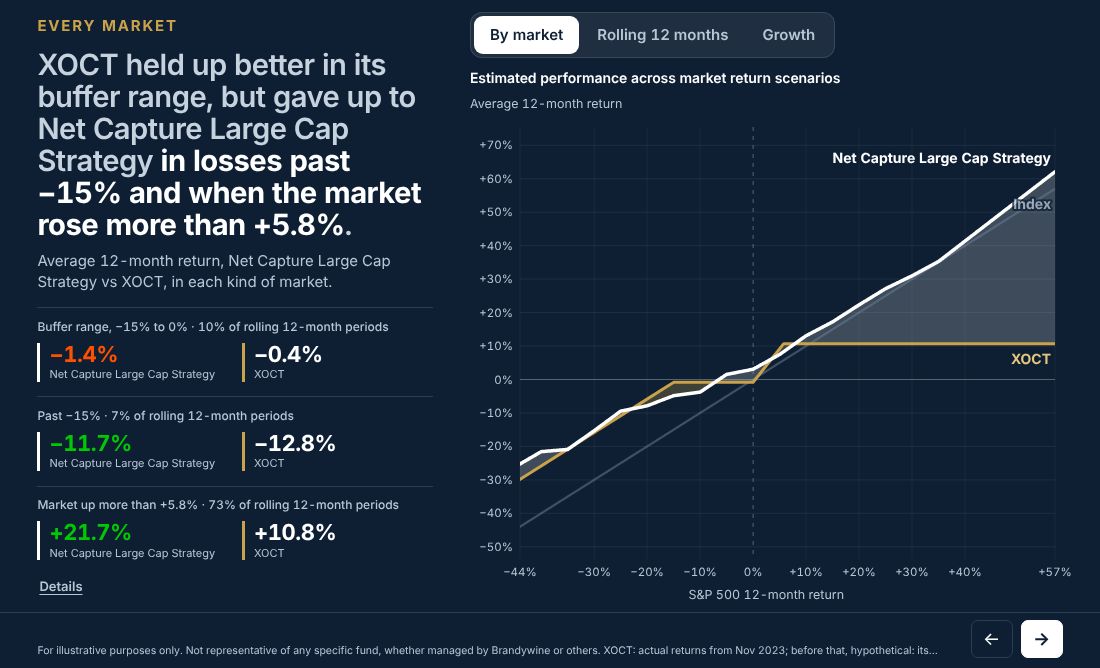 EVERY MARKET
XOCT held up better in its
buffer range, but gave up to
Net Capture Large Cap
Strategy in losses past
−15% and when the market
rose more than +5.8%.
Average 12-month return, Net Capture Large Cap
Strategy vs XOCT, in each kind of market.
Buffer range, −15% to 0% · 10% of rolling 12-month periods
−1.4%
Net Capture Large Cap Strategy
−0.4%
XOCT
Past −15% · 7% of rolling 12-month periods
−11.7%
Net Capture Large Cap Strategy
−12.8%
XOCT
Market up more than +5.8% · 73% of rolling 12-month periods
+21.7%
Net Capture Large Cap Strategy
+10.8%
XOCT
Details
By market Rolling 12 months Growth
Estimated performance across market return scenarios
Average 12-month return
+70%
+60%
+50%
+40%
+30%
+20%
+10%
0%
−10%
−20%
−30%
−40%
−50%
Net Capture Large Cap Strategy
Index
XOCT
−44% −30% −20% −10% 0% +10% +20% +30% +40% +57%
S&P 500 12-month return
For illustrative purposes only. Not representative of any specific fund, whether managed by Brandywine or others. XOCT: actual returns from Nov 2023; before that, hypothetical: its...